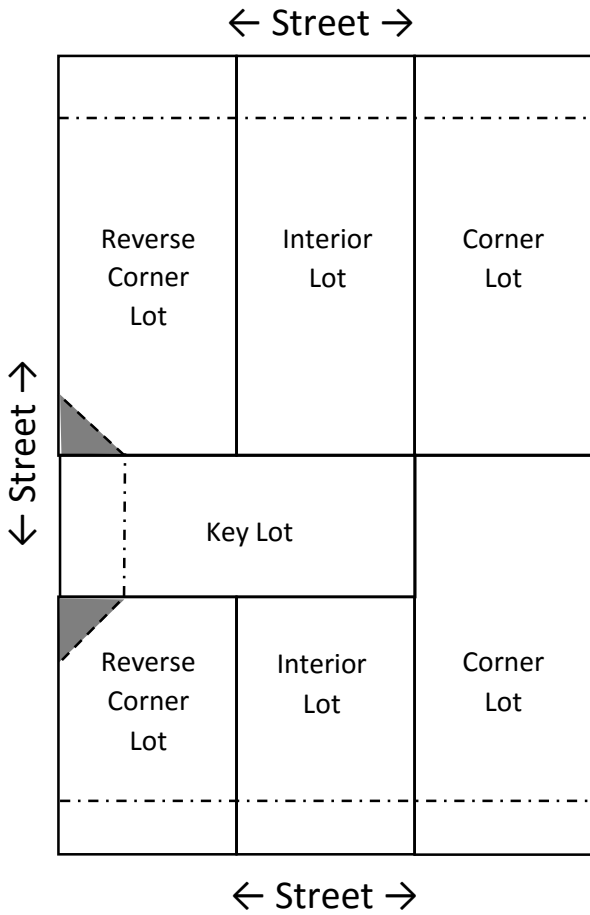 ← Street →
Reverse
Corner
Lot
Interior
Lot
Corner
Lot
← Street →
Key Lot
Reverse
Corner
Lot
Interior
Lot
Corner
Lot
← Street →